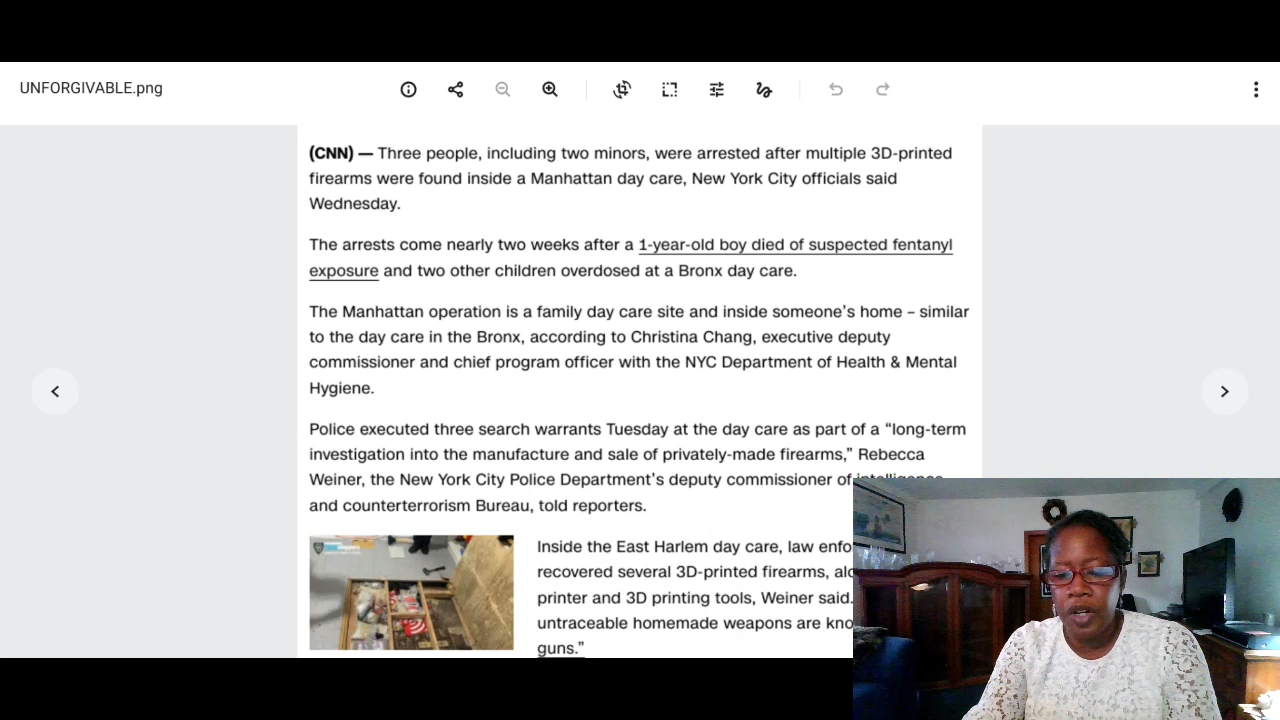 UNFORGIVABLE.png
(CNN) — Three people, including two minors, were arrested after multiple 3D-printed
firearms were found inside a Manhattan day care, New York City officials said
Wednesday.
The arrests come nearly two weeks after a 1-year-old boy died of suspected fentanyl
exposure and two other children overdosed at a Bronx day care.
The Manhattan operation is a family day care site and inside someone's home – similar
to the day care in the Bronx, according to Christina Chang, executive deputy
commissioner and chief program officer with the NYC Department of Health & Mental
Hygiene.
Police executed three search warrants Tuesday at the day care as part of a “long-term
investigation into the manufacture and sale of privately-made firearms,” Rebecca
Weiner, the New York City Police Department's deputy commissioner of intelligence
and counterterrorism Bureau, told reporters.
Inside the East Harlem day care, law enfo
recovered several 3D-printed firearms, alo
printer and 3D printing tools, Weiner said.
untraceable homemade weapons are kno
guns.”